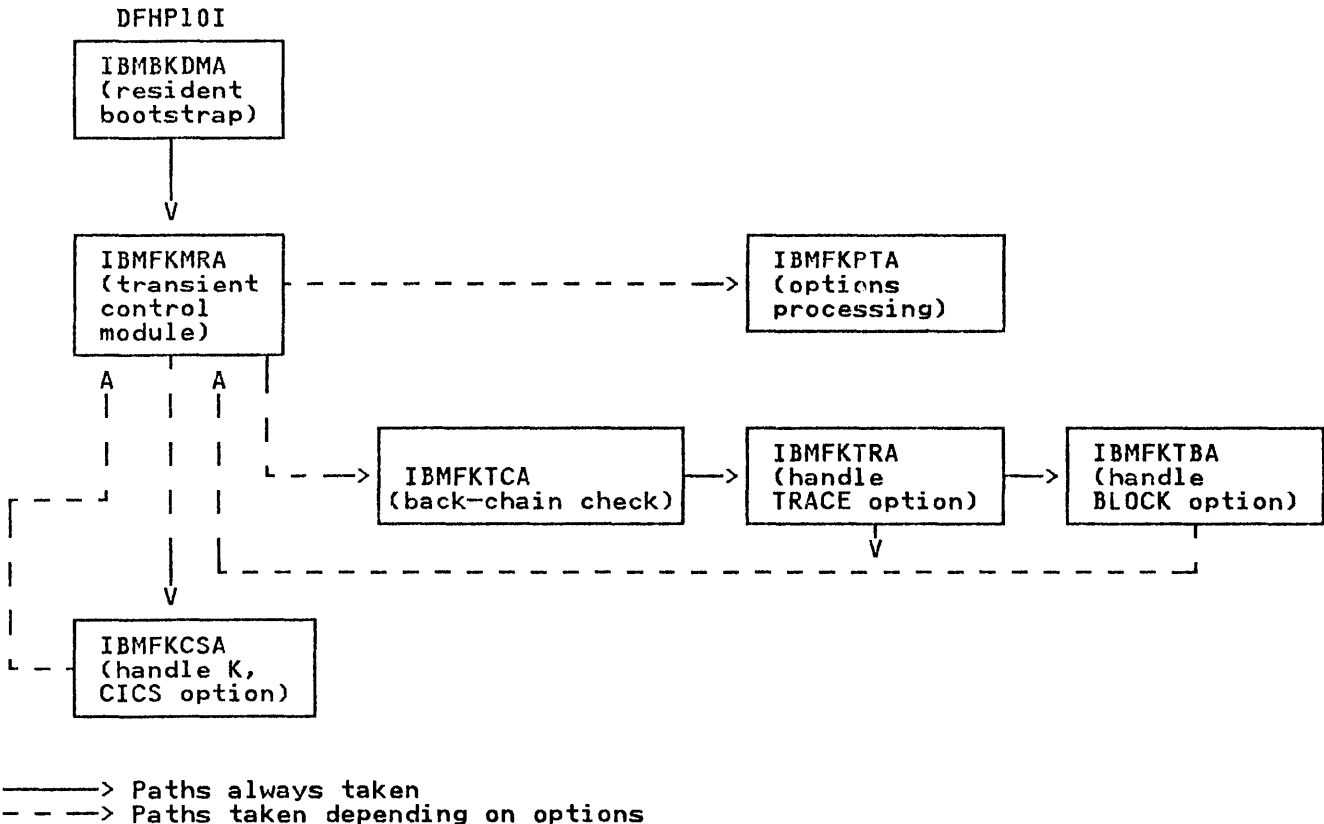 DFHP10I
IBMBKDMA
(resident
bootstrap)
IBMFKMRA
(transient
control
module)
IBMFKPTA
(options
processing)
IBMFKTCA
(back-chain check)
IBMFKTRA
(handle
TRACE option)
IBMFKTBA
(handle
BLOCK option)
IBMFKCSA
(handle K,
CICS option)
Paths always taken
Paths taken depending on options